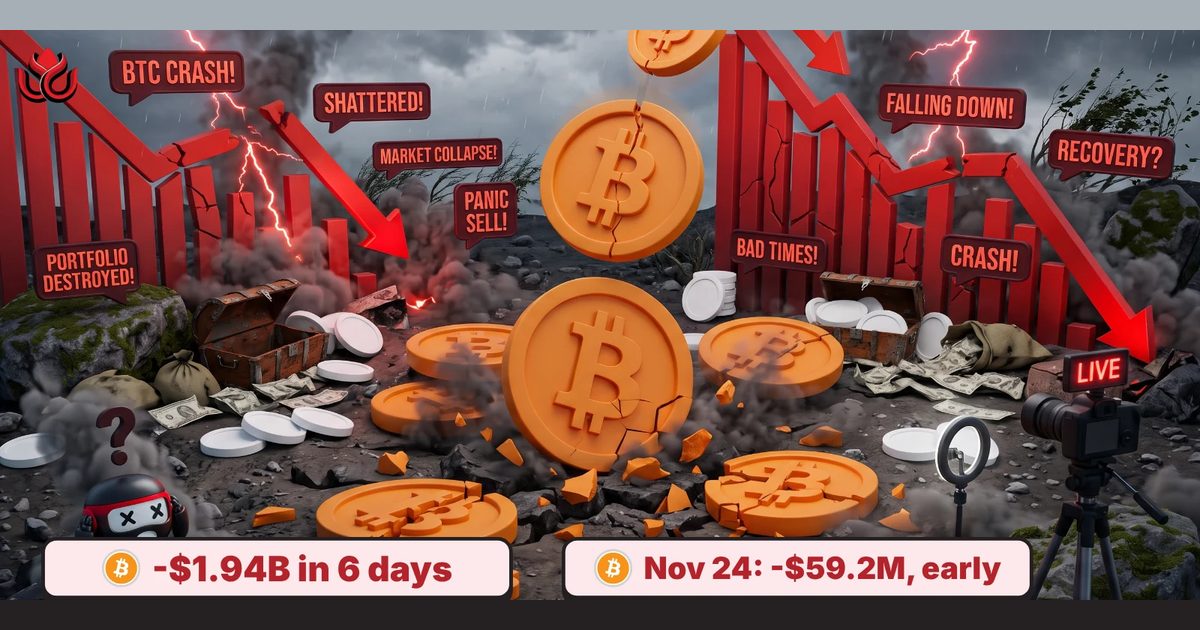 BTC CRASH!
SHATTERED!
MARKET COLLAPSE!
PANIC
SELL!
PORTFOLIO
DESTROYED!
FALLING DOWN!
RECOVERY?
BAD TIMES!
CRASH!
LIVE
?
-$1.94B in 6 days
Nov 24: -$59.2M, early